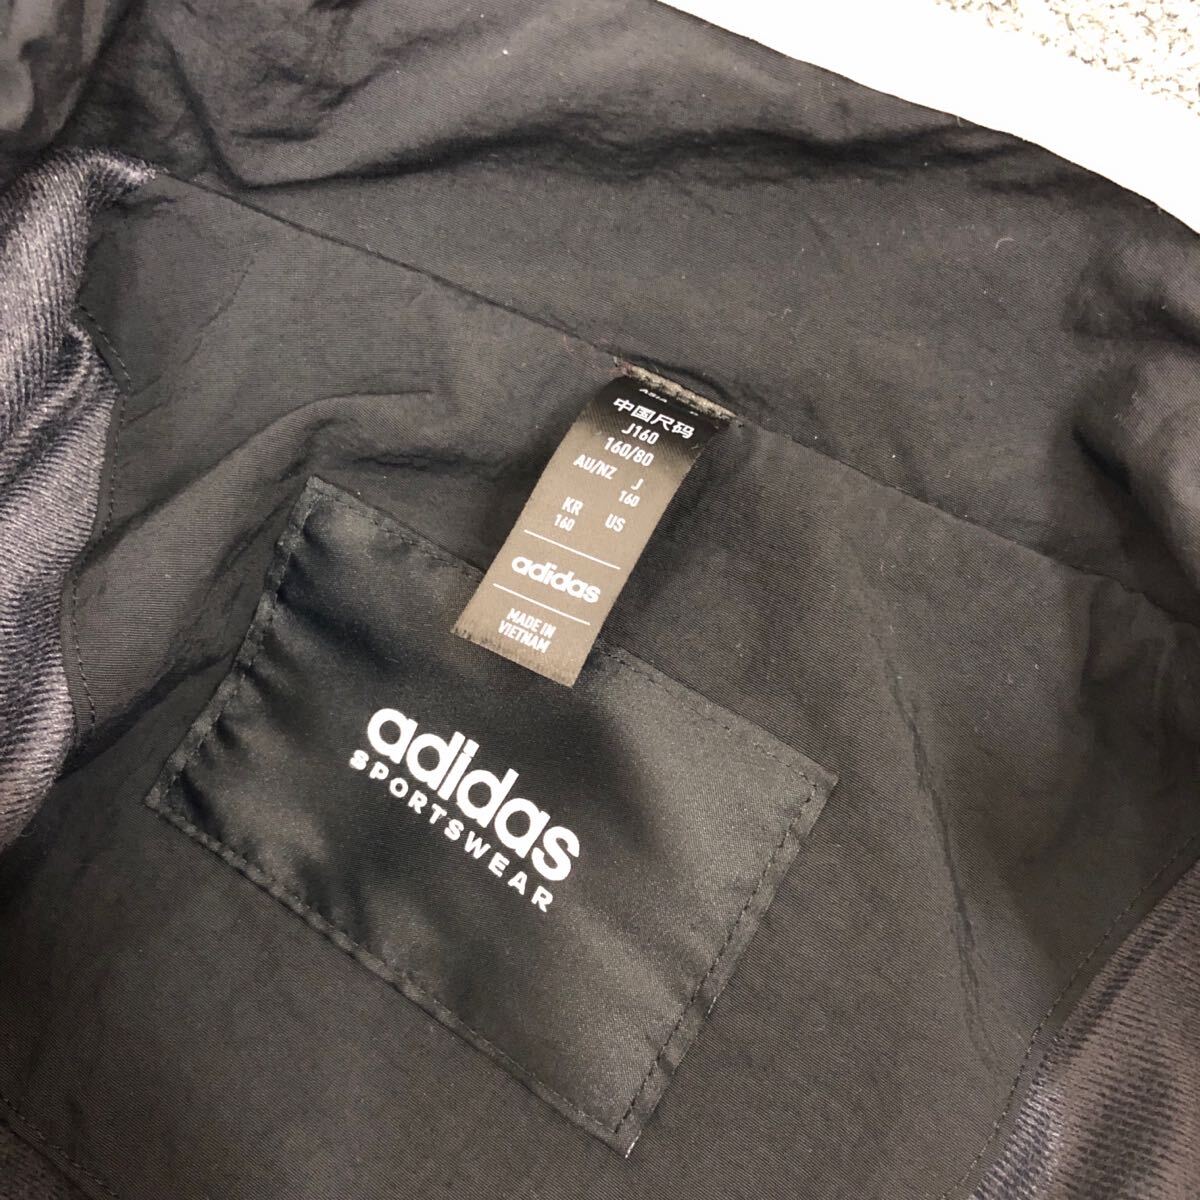 ASIA
中国尺码
J160
160/80
AU/NZ J
160
KR US
160
adidas
MADE IN
VIETNAM
adidas
SPORTSWEAR